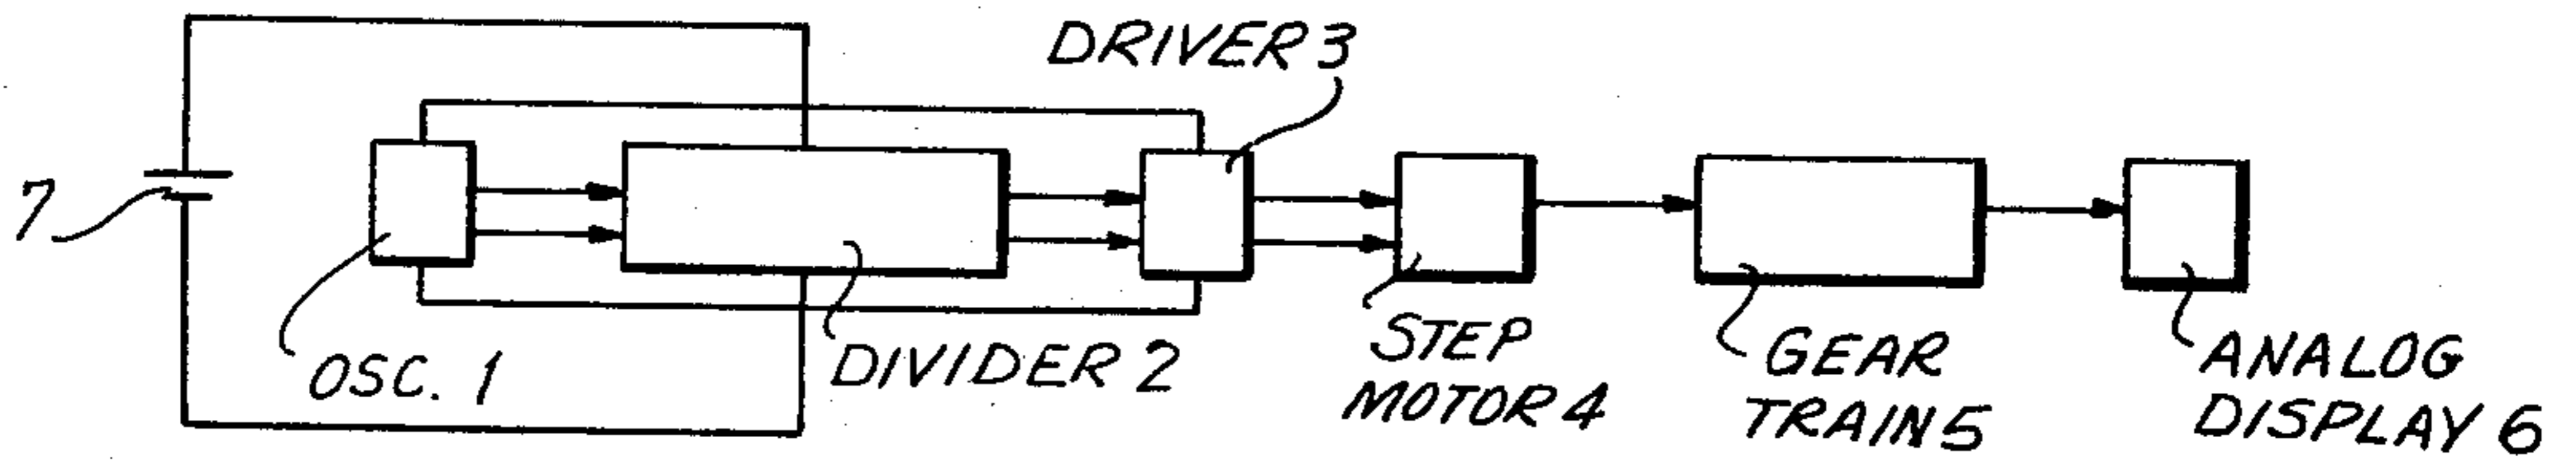 DRIVER 3
7
OSC. 1
DIVIDER 2
STEP
MOTOR 4
GEAR
TRAIN 5
ANALOG
DISPLAY 6